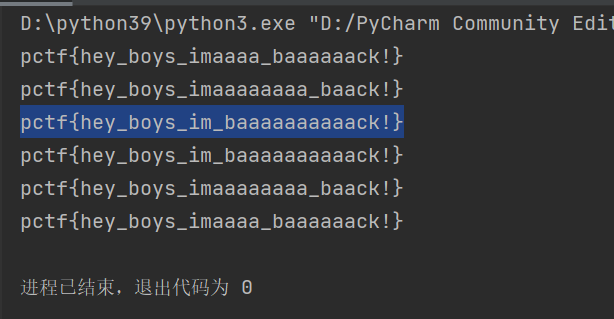 D:\python39\python3.exe "D:/PyCharm Community Edit
pctf{hey_boys_imaaaa_baaaaaack!}
pctf{hey_boys_imaaaaaaaa_baack!}
pctf{hey_boys_im_baaaaaaaaaack!}
pctf{hey_boys_im_baaaaaaaaaack!}
pctf{hey_boys_imaaaaaaaa_baack!}
pctf{hey_boys_imaaaa_baaaaaack!}
进程已结束，退出代码为 0